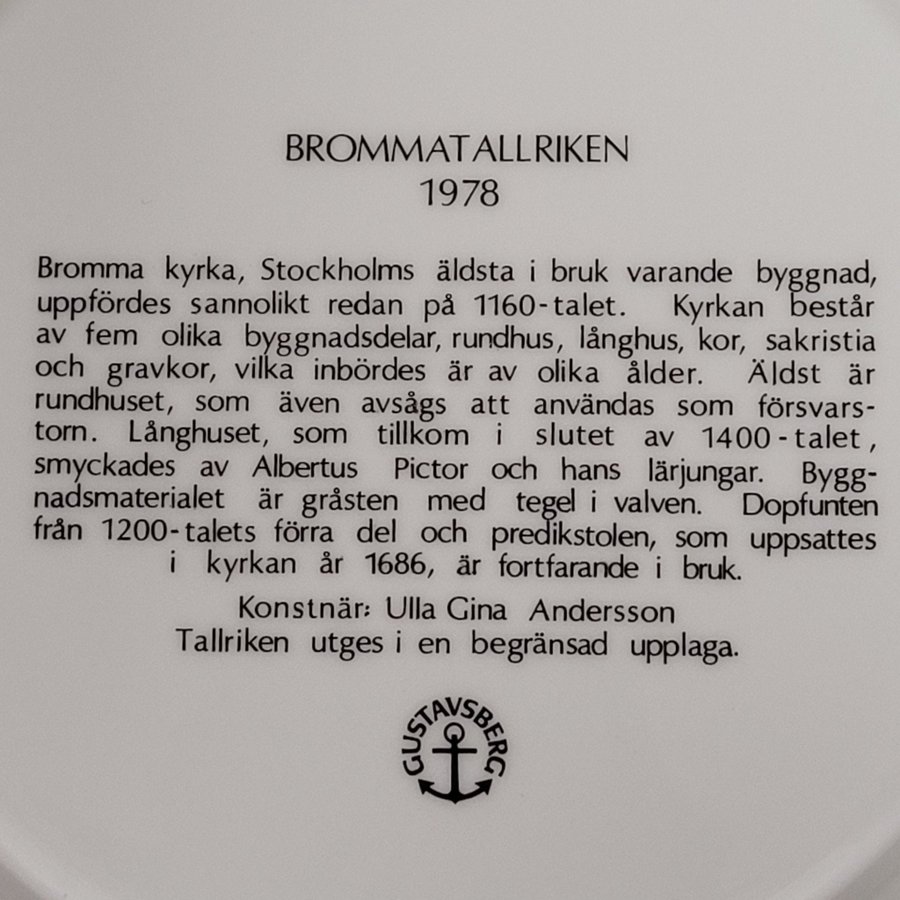 BROMMATALLRIKEN
1978
Bromma kyrka, Stockholms äldsta i bruk varande byggnad,
uppfördes sannolikt redan på 1160-talet. Kyrkan består
av fem olika byggnadsdelar, rundhus, långhus, kor, sakristia
och gravkor, vilka inbördes är av olika ålder. Äldst är
rundhuset, som även avsågs att användas som försvars-
torn. Långhuset, som tillkom i slutet av 1400-talet,
smyckades av Albertus Pictor och hans lärjungar. Bygg-
nadsmaterialet är gråsten med tegel i valven. Dopfunten
från 1200-talets förra del och predikstolen, som uppsattes
i kyrkan år 1686, är fortfarande i bruk.
Konstnär: Ulla Gina Andersson
Tallriken utges i en begränsad upplaga.
GUSTAVSBERG